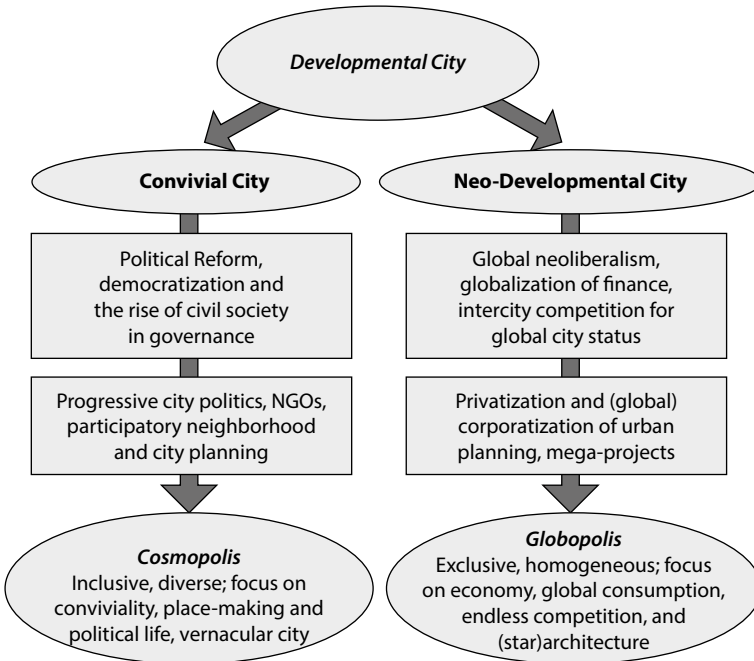 Developmental City
Convivial City
Political Reform,
democratization and
the rise of civil society
in governance
Progressive city politics, NGOs,
participatory neighborhood
and city planning
Cosmopolis
Inclusive, diverse; focus on
conviviality, place-making and
political life, vernacular city
Neo-Developmental City
Global neoliberalism,
globalization of finance,
intercity competition for
global city status
Privatization and (global)
corporatization of urban
planning, mega-projects
Globopolis
Exclusive, homogeneous; focus
on economy, global consumption,
endless competition, and
(star)architecture